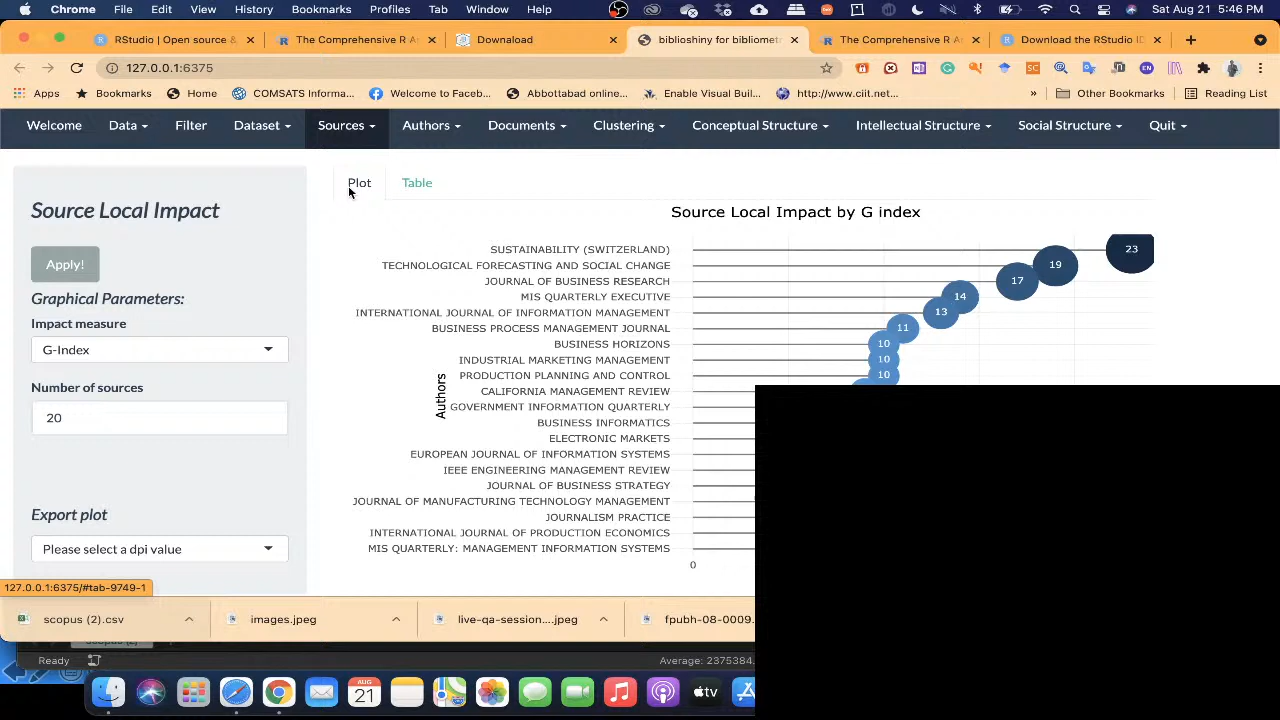 Chrome File Edit View History Bookmarks Profiles Tab Window Help Sat Aug 21 5:46 PM
RStudio | Open source & × The Comprehensive R A × Downaload × biblioshiny for bibliomet × The Comprehensive R A × Download the RStudio ID ×
127.0.0.1:6375
Apps Bookmarks Home COMSATS Informa... Welcome to Faceb... Abbottabad online... Enable Visual Buil... http://www.ciit.net... » Other Bookmarks Reading List
Welcome Data Filter Dataset Sources Authors Documents Clustering Conceptual Structure Intellectual Structure Social Structure Quit
Plot Table
Source Local Impact
Apply!
Graphical Parameters:
Impact measure
G-Index
Number of sources
20
Export plot
Please select a dpi value
Source Local Impact by G index
SUSTAINABILITY (SWITZERLAND) 23
TECHNOLOGICAL FORECASTING AND SOCIAL CHANGE 19
JOURNAL OF BUSINESS RESEARCH 17
MIS QUARTERLY EXECUTIVE 14
INTERNATIONAL JOURNAL OF INFORMATION MANAGEMENT 13
BUSINESS PROCESS MANAGEMENT JOURNAL 11
BUSINESS HORIZONS 10
INDUSTRIAL MARKETING MANAGEMENT 10
PRODUCTION PLANNING AND CONTROL 10
CALIFORNIA MANAGEMENT REVIEW
GOVERNMENT INFORMATION QUARTERLY
BUSINESS INFORMATICS
ELECTRONIC MARKETS
EUROPEAN JOURNAL OF INFORMATION SYSTEMS
IEEE ENGINEERING MANAGEMENT REVIEW
JOURNAL OF BUSINESS STRATEGY
JOURNAL OF MANUFACTURING TECHNOLOGY MANAGEMENT
JOURNALISM PRACTICE
INTERNATIONAL JOURNAL OF PRODUCTION ECONOMICS
MIS QUARTERLY: MANAGEMENT INFORMATION SYSTEMS
Authors
0
127.0.0.1:6375/#tab-9749-1
scopus (2).csv images.jpeg live-qa-session....jpeg fpubh-08-0009.
Ready Average: 2375384.
AUG
21
tv